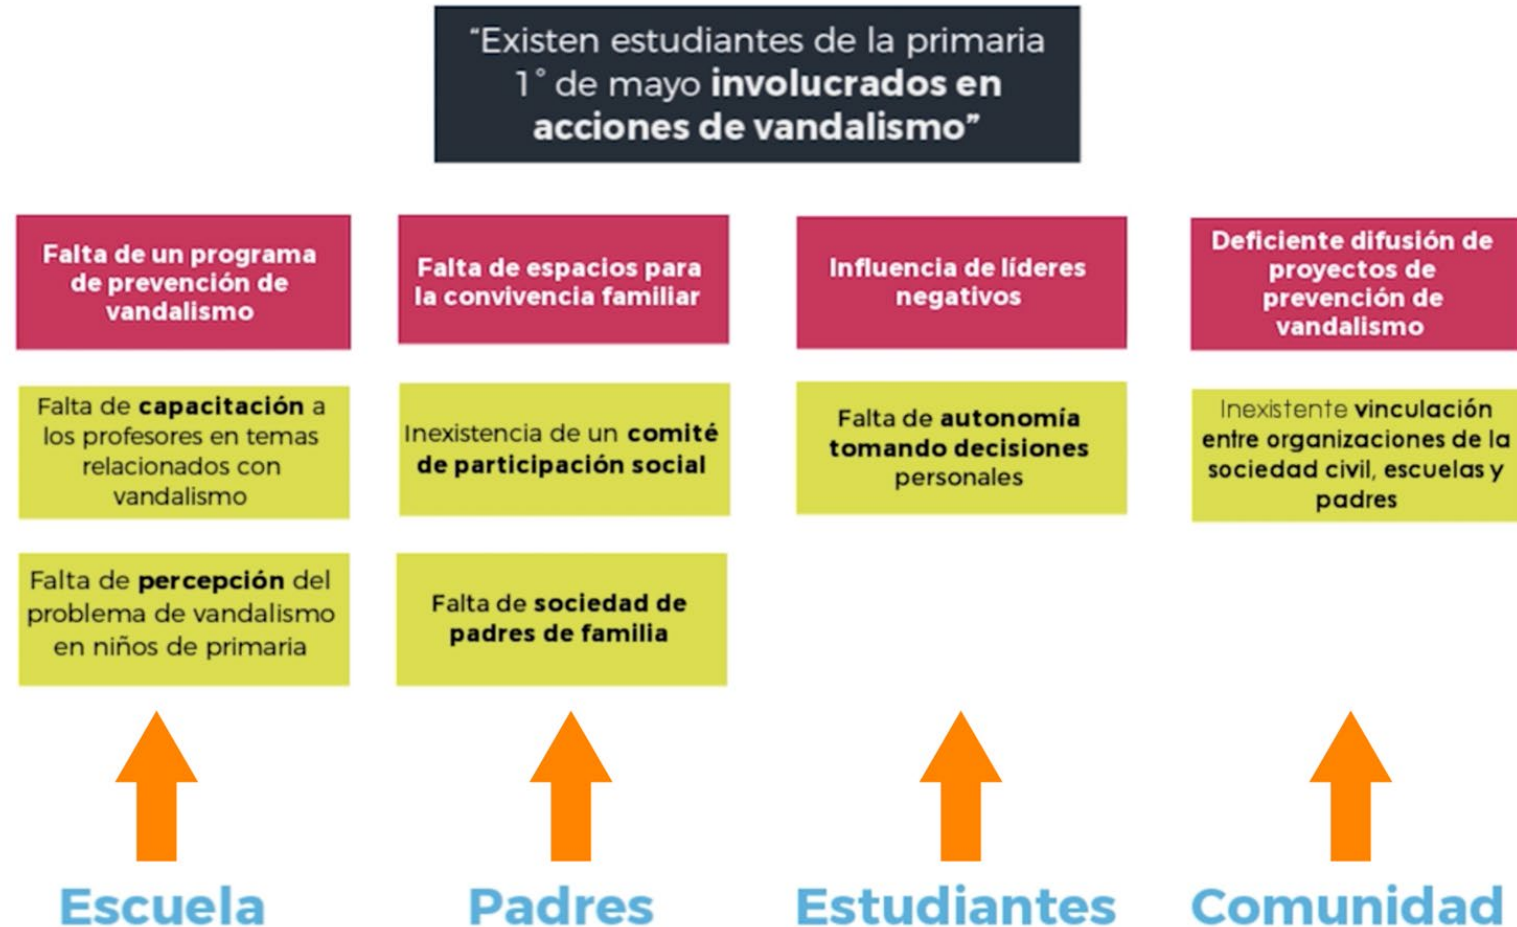 “Existen estudiantes de la primaria
1° de mayo involucrados en
acciones de vandalismo”
Falta de un programa
de prevención de
vandalismo
Falta de espacios para
la convivencia familiar
Influencia de líderes
negativos
Deficiente difusión de
proyectos de
prevención de
vandalismo
Falta de capacitación a
los profesores en temas
relacionados con
vandalismo
Inexistencia de un comité
de participación social
Falta de autonomía
tomando decisiones
personales
Inexistente vinculación
entre organizaciones de la
sociedad civil, escuelas y
padres
Falta de percepción del
problema de vandalismo
en niños de primaria
Falta de sociedad de
padres de familia
Escuela
Padres
Estudiantes
Comunidad